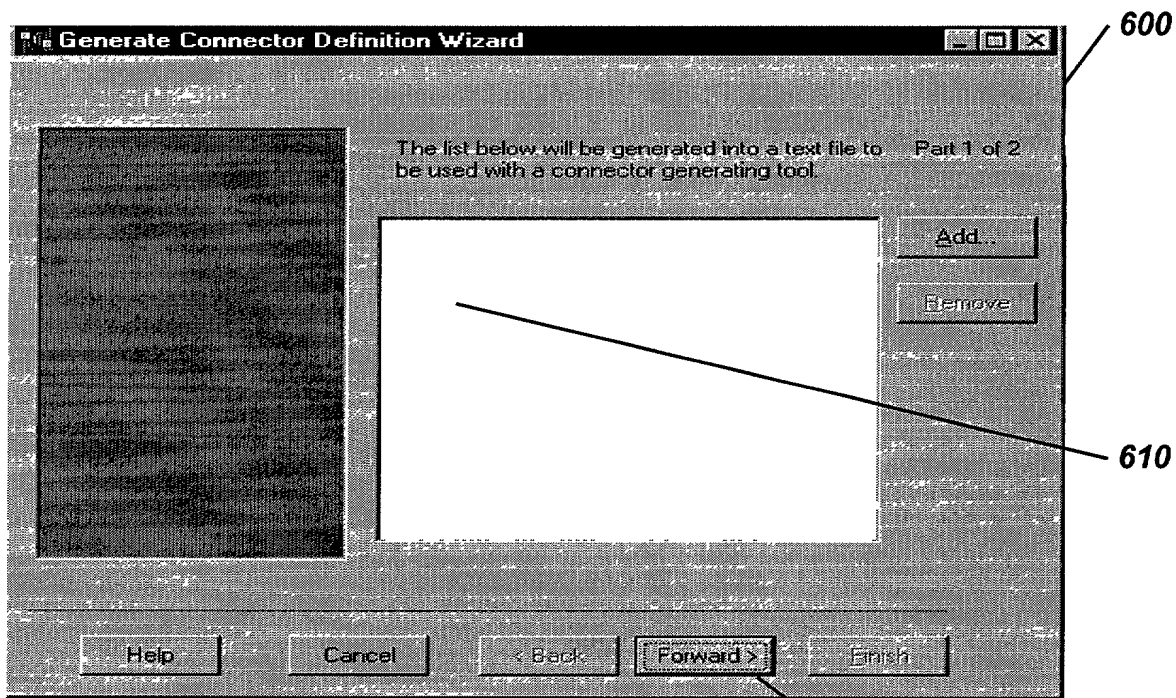 Generate Connector Definition Wizard
600
The list below will be generated into a text file to be used with a connector generating tool.
Part 1 of 2
Add...
Remove
610
Help
Cancel
< Back
Forward >
Finish